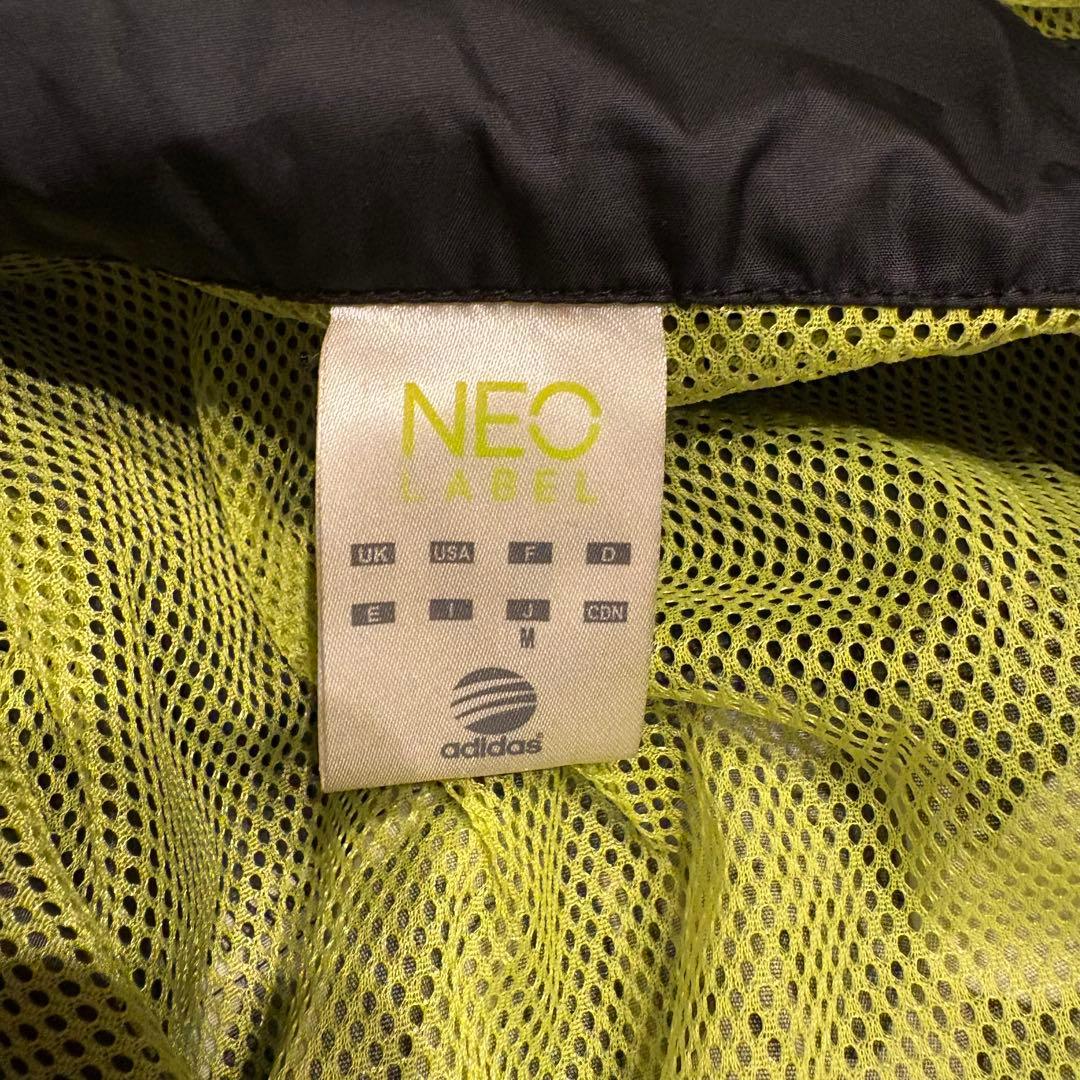 NEO
LABEL
UK USA F D
E I J CDN
M
adidas